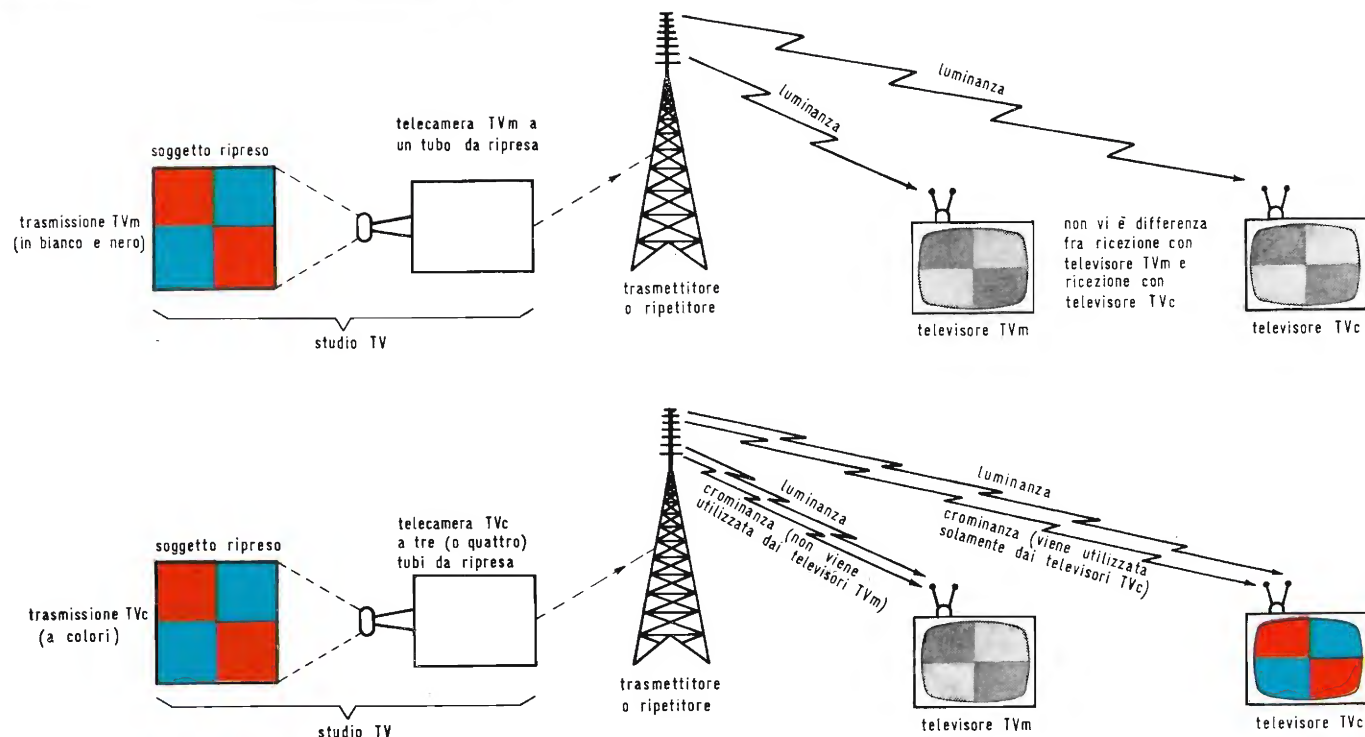 soggetto ripreso
telecamera TVm a
un tubo da ripresa
trasmissione TVm
(in bianco e nero)
studio TV
trasmettitore
o ripetitore
luminanza
luminanza
televisore TVm
non vi è differenza
fra ricezione con
televisore TVm e
ricezione con
televisore TVc
televisore TVc
soggetto ripreso
telecamera TVc
a tre (o quattro)
tubi da ripresa
trasmissione TVc
(a colori)
studio TV
trasmettitore
o ripetitore
luminanza
crominanza (non viene
utilizzata dai televisori TVm)
luminanza
crominanza (viene utilizzata
solamente dai televisori TVc)
televisore TVm
televisore TVc